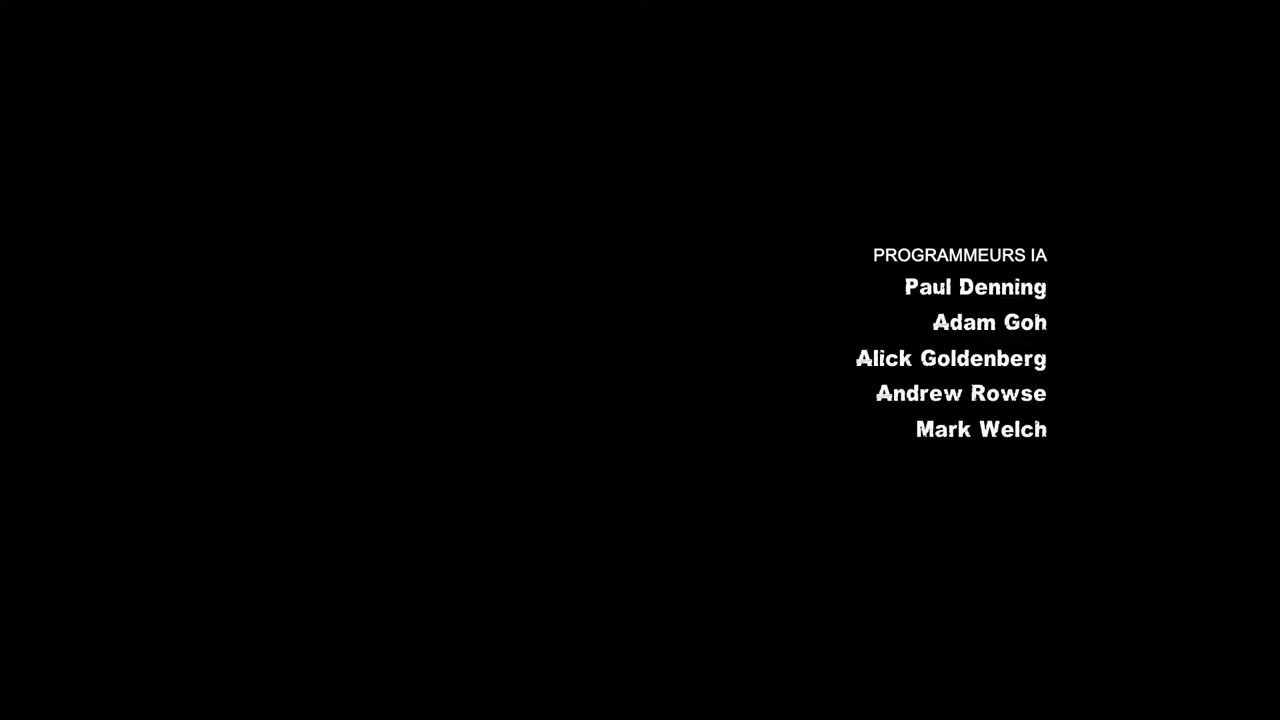 PROGRAMMEURS IA
Paul Denning
Adam Goh
Alick Goldenberg
Andrew Rowse
Mark Welch